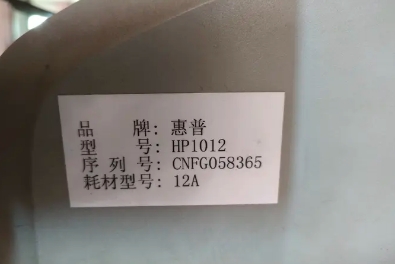 品 牌: 惠普
型 号: HP1012
序 列 号: CNFG058365
耗材型号: 12A